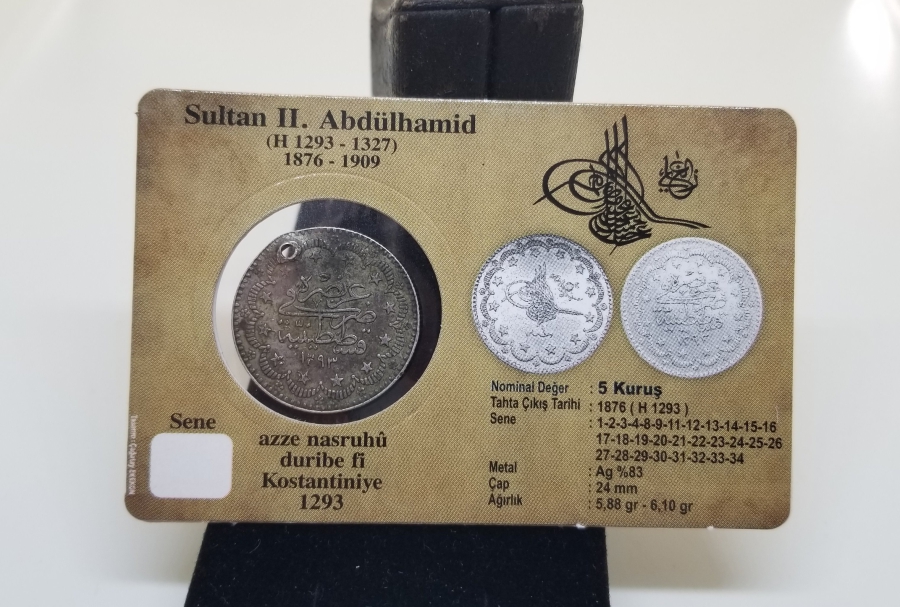 Sultan II. Abdülhamid
(H 1293 - 1327)
1876 - 1909
١٢٩٣
Sene
azze nasruhû
duribe fi
Kostantiniye
1293
Nominal Değer : 5 Kuruş
Tahta Çıkış Tarihi : 1876 ( H 1293 )
Sene : 1-2-3-4-8-9-11-12-13-14-15-16
17-18-19-20-21-22-23-24-25-26
27-28-29-30-31-32-33-34
Metal : Ag %83
Çap : 24 mm
Ağırlık : 5,88 gr - 6,10 gr